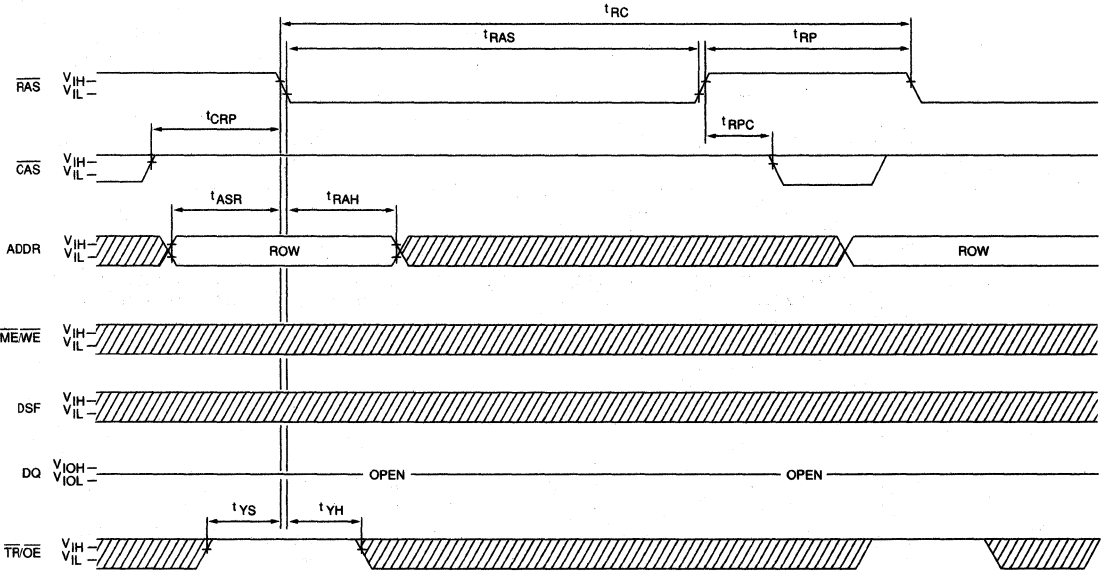 tRC
tRAS
tRP
RAS
VIH
VIL
tCRP
tRPC
CAS
VIH
VIL
tASR
tRAH
ADDR
VIH
VIL
ROW
ROW
ME/WE
VIH
VIL
DSF
VIH
VIL
DQ
VIOH
VIOL
OPEN
OPEN
tYS
tYH
TR/OE
VIH
VIL